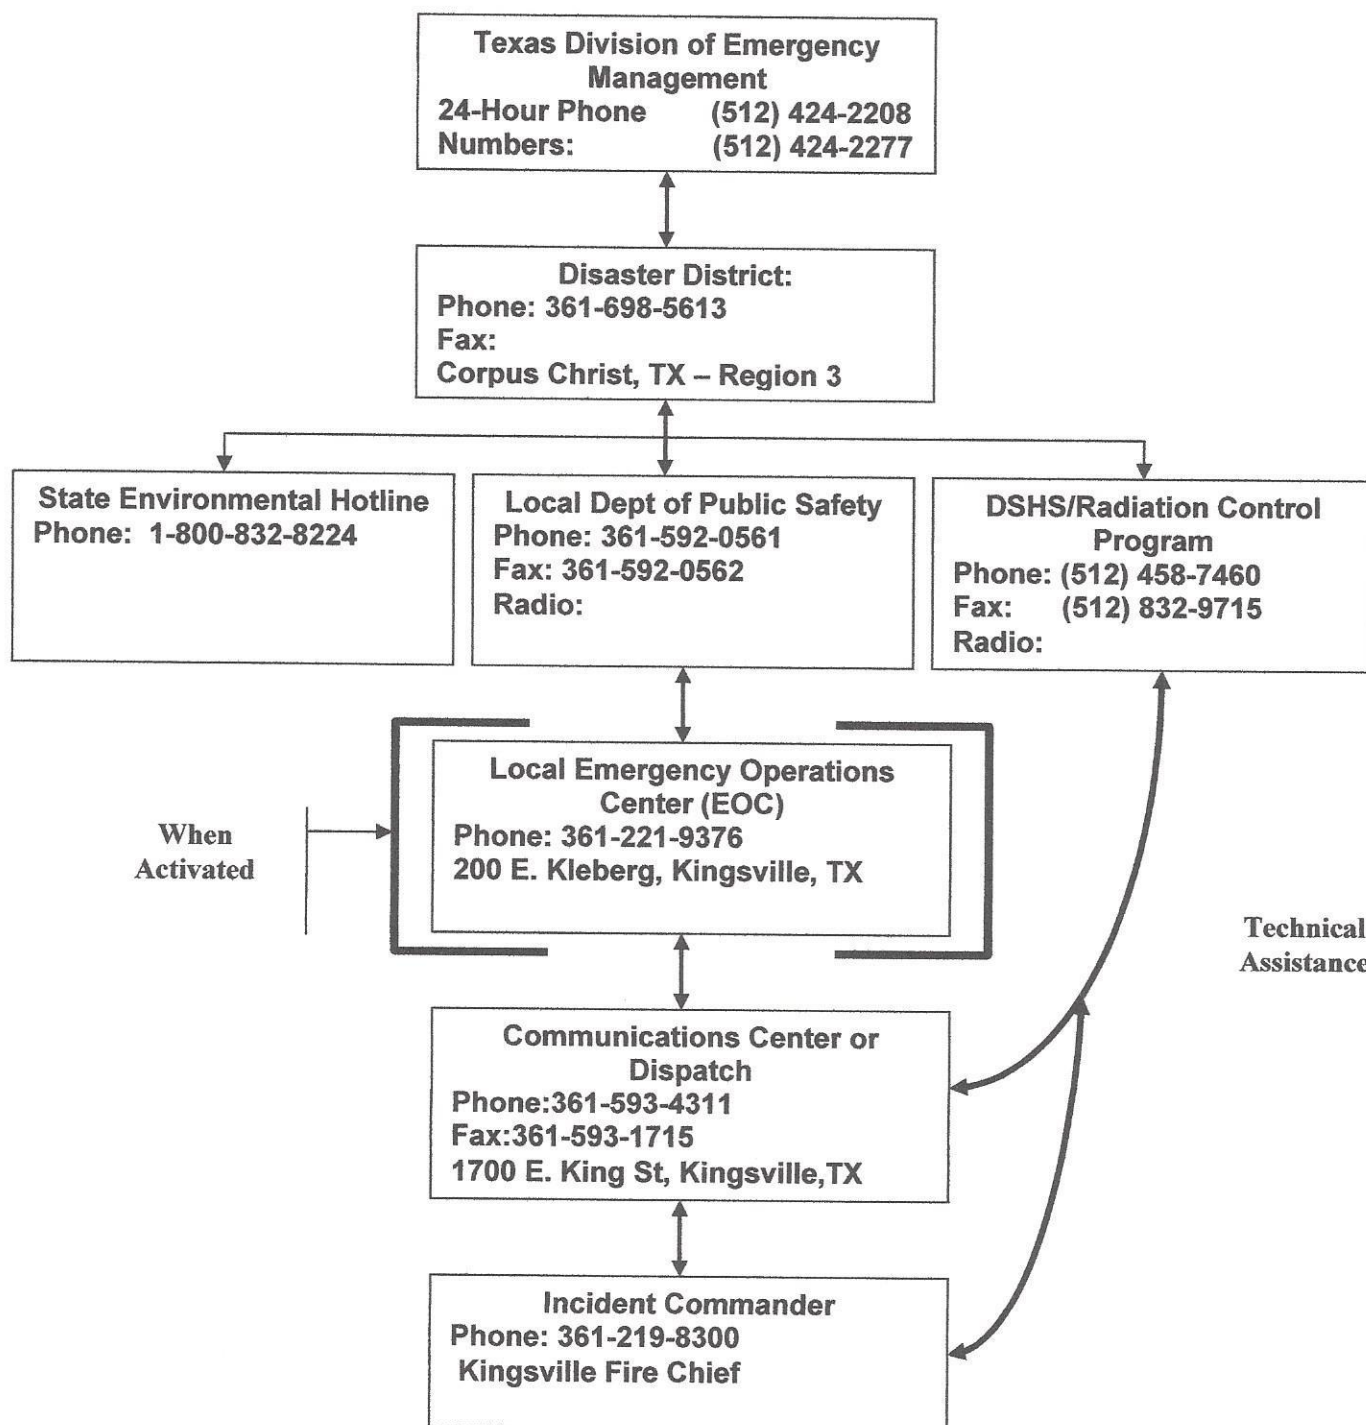 Texas Division of Emergency
Management
24-Hour Phone (512) 424-2208
Numbers: (512) 424-2277
Disaster District:
Phone: 361-698-5613
Fax:
Corpus Christ, TX – Region 3
State Environmental Hotline
Phone: 1-800-832-8224
Local Dept of Public Safety
Phone: 361-592-0561
Fax: 361-592-0562
Radio:
DSHS/Radiation Control
Program
Phone: (512) 458-7460
Fax: (512) 832-9715
Radio:
When
Activated
Local Emergency Operations
Center (EOC)
Phone: 361-221-9376
200 E. Kleberg, Kingsville, TX
Technical
Assistance
Communications Center or
Dispatch
Phone:361-593-4311
Fax:361-593-1715
1700 E. King St, Kingsville,TX
Incident Commander
Phone: 361-219-8300
Kingsville Fire Chief